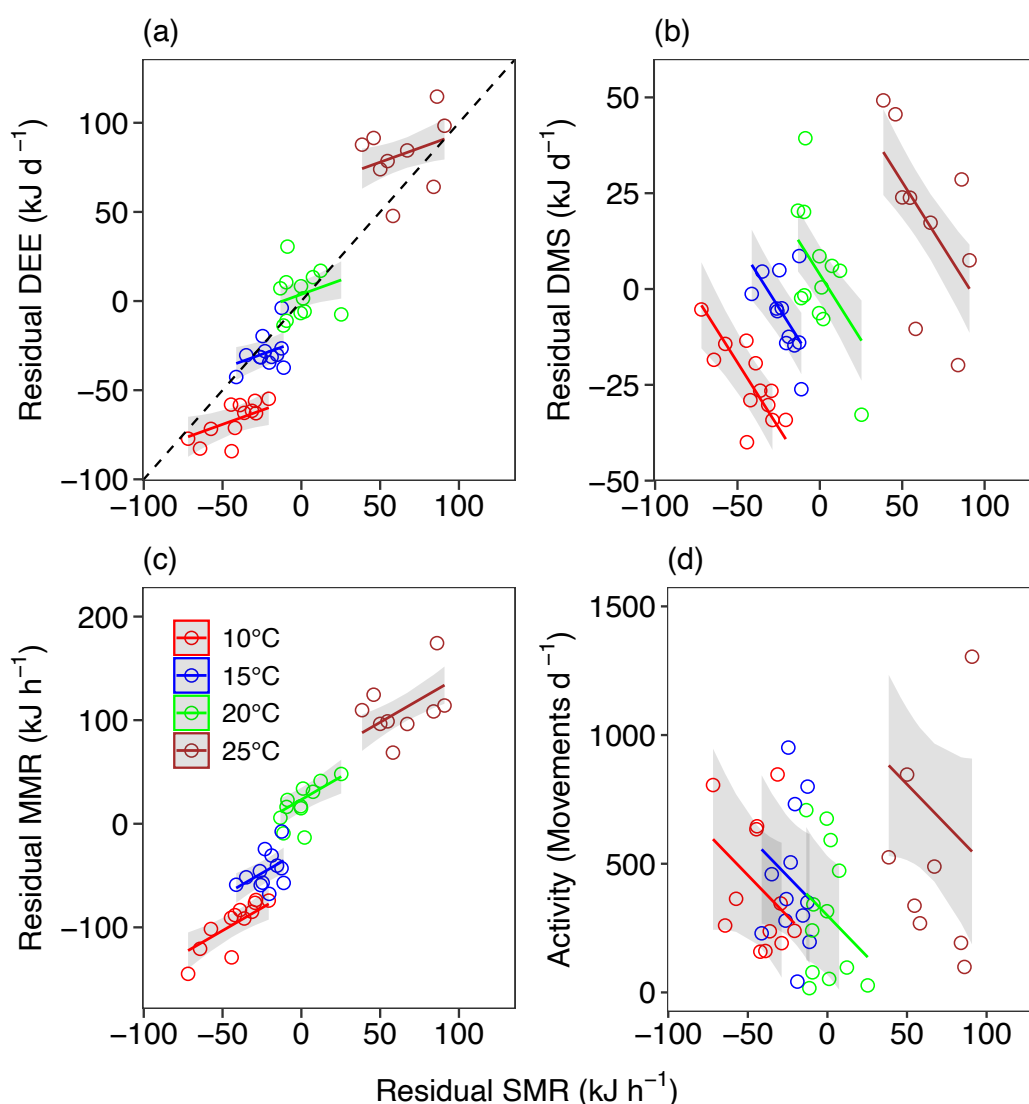 (a)
Residual DEE (kJ d⁻¹)
100
50
0
−50
−100
−100 −50 0 50 100
(b)
Residual DMS (kJ d⁻¹)
50
25
0
−25
−50
−100 −50 0 50 100
(c)
Residual MMR (kJ h⁻¹)
200
100
0
−100
10°C
15°C
20°C
25°C
−100 −50 0 50 100
(d)
Activity (Movements d⁻¹)
1500
1000
500
0
−100 −50 0 50 100
Residual SMR (kJ h⁻¹)